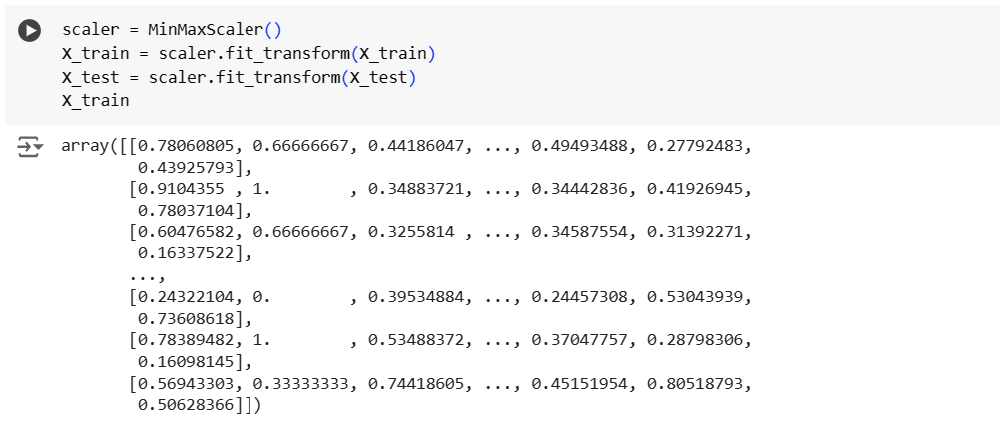 scaler = MinMaxScaler()
X_train = scaler.fit_transform(X_train)
X_test = scaler.fit_transform(X_test)
X_train
array([[0.78060805, 0.66666667, 0.44186047, ..., 0.49493488, 0.27792483,
0.43925793],
[0.9104355 , 1.        , 0.34883721, ..., 0.34442836, 0.41926945,
0.78037104],
[0.60476582, 0.66666667, 0.3255814 , ..., 0.34587554, 0.31392271,
0.16337522],
...,
[0.24322104, 0.        , 0.39534884, ..., 0.24457308, 0.53043939,
0.73608618],
[0.78389482, 1.        , 0.53488372, ..., 0.37047757, 0.28798306,
0.16098145],
[0.56943303, 0.33333333, 0.74418605, ..., 0.45151954, 0.80518793,
0.50628366]])